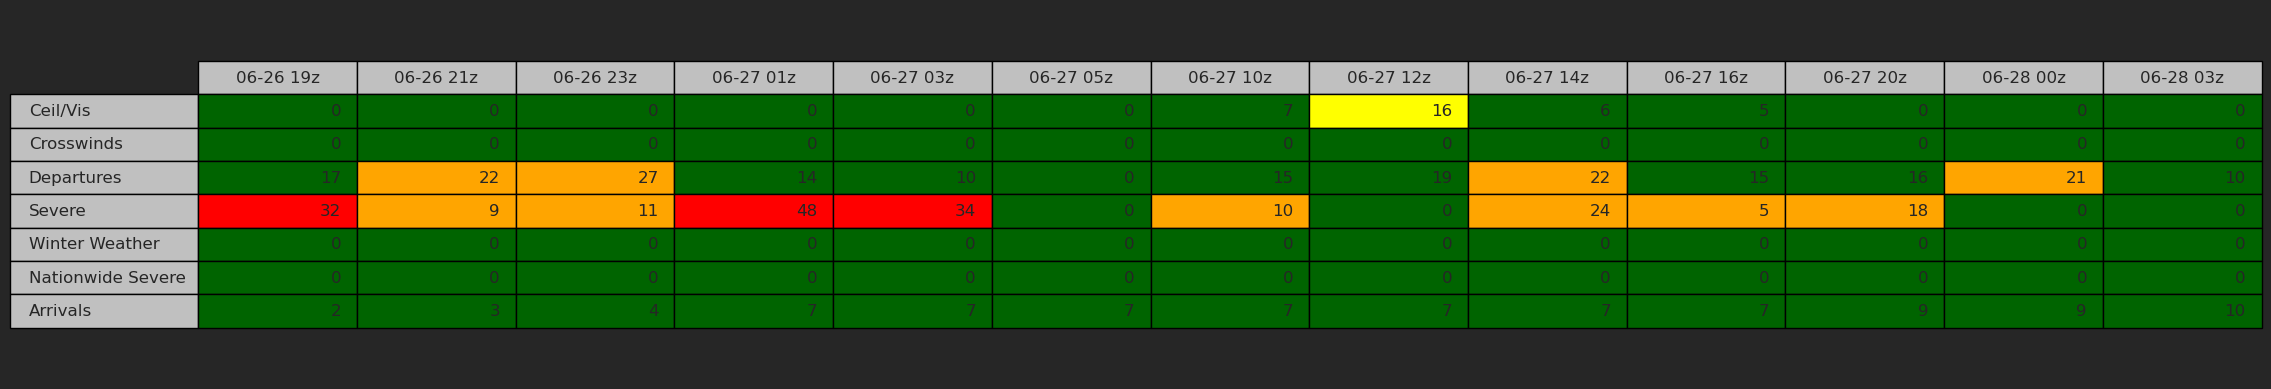 06-26 19z 06-26 21z 06-26 23z 06-27 01z 06-27 03z 06-27 05z 06-27 10z 06-27 12z 06-27 14z 06-27 16z 06-27 20z 06-28 00z 06-28 03z
Ceil/Vis 0 0 0 0 0 0 7 16 6 5 0 0 0
Crosswinds 0 0 0 0 0 0 0 0 0 0 0 0 0
Departures 17 22 27 14 10 0 15 19 22 15 16 21 10
Severe 32 9 11 48 34 0 10 0 24 5 18 0 0
Winter Weather 0 0 0 0 0 0 0 0 0 0 0 0 0
Nationwide Severe 0 0 0 0 0 0 0 0 0 0 0 0 0
Arrivals 2 3 4 7 7 7 7 7 7 7 9 9 10